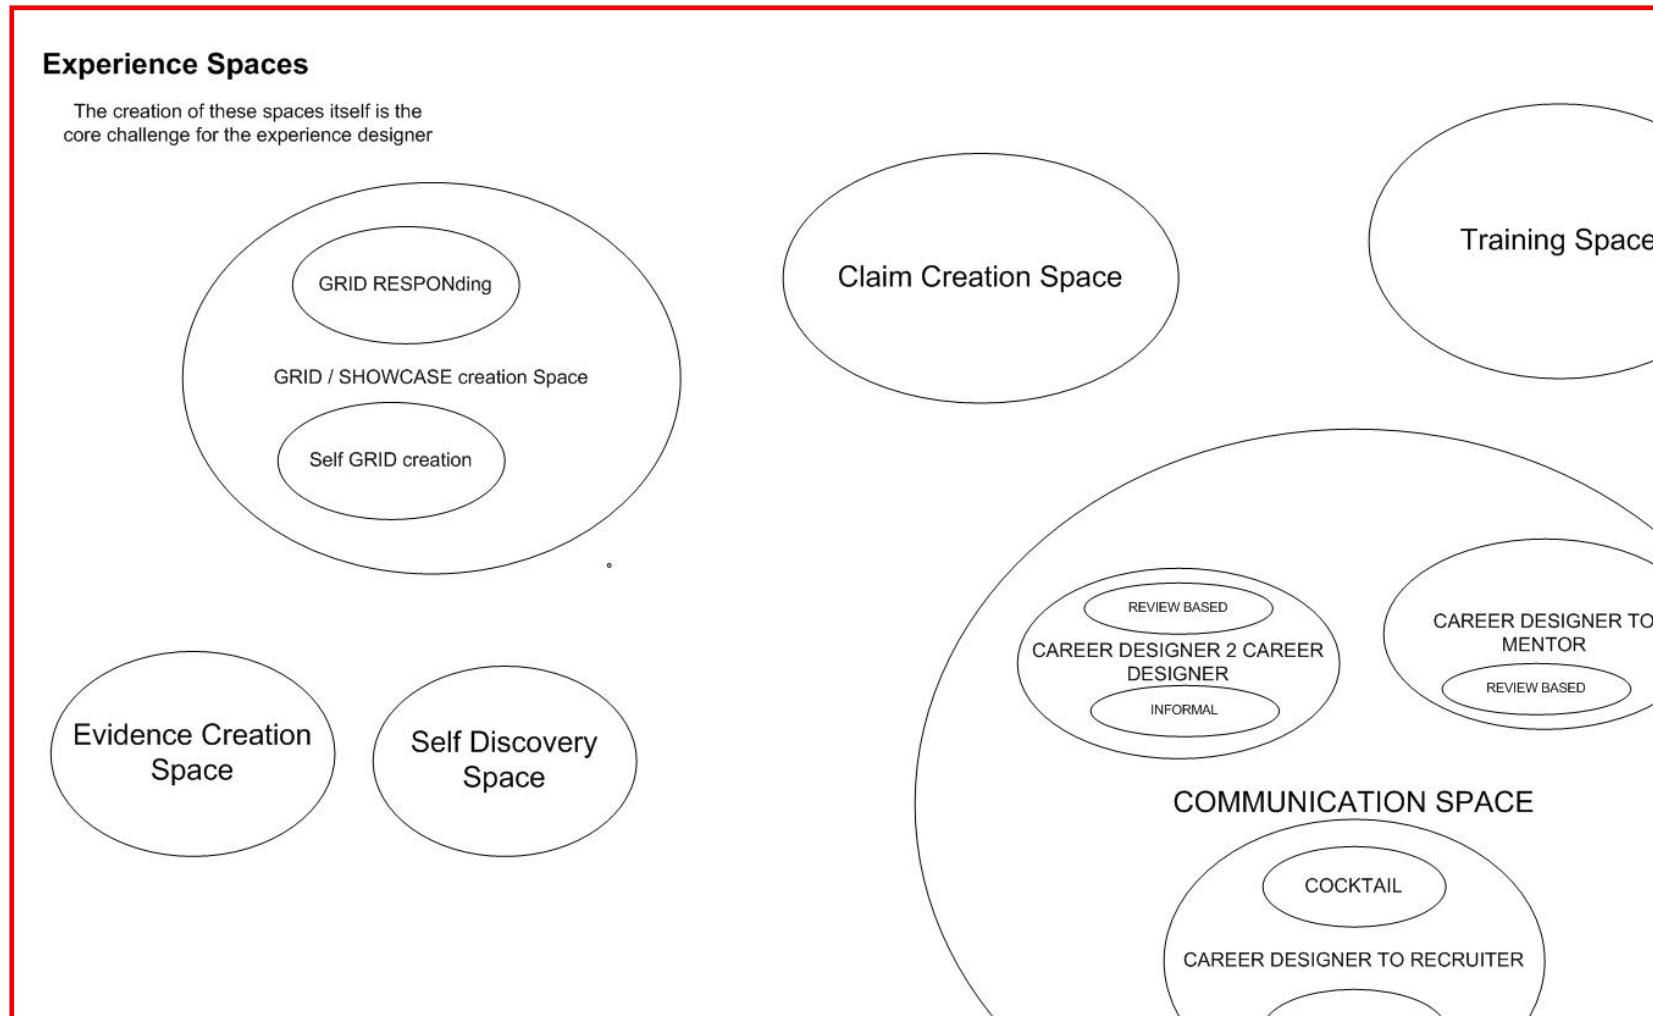 Experience Spaces
The creation of these spaces itself is the
core challenge for the experience designer
GRID RESPONding
GRID / SHOWCASE creation Space
Self GRID creation
Claim Creation Space
Training Space
Evidence Creation
Space
Self Discovery
Space
REVIEW BASED
CAREER DESIGNER 2 CAREER
DESIGNER
INFORMAL
CAREER DESIGNER TO
MENTOR
REVIEW BASED
COMMUNICATION SPACE
COCKTAIL
CAREER DESIGNER TO RECRUITER